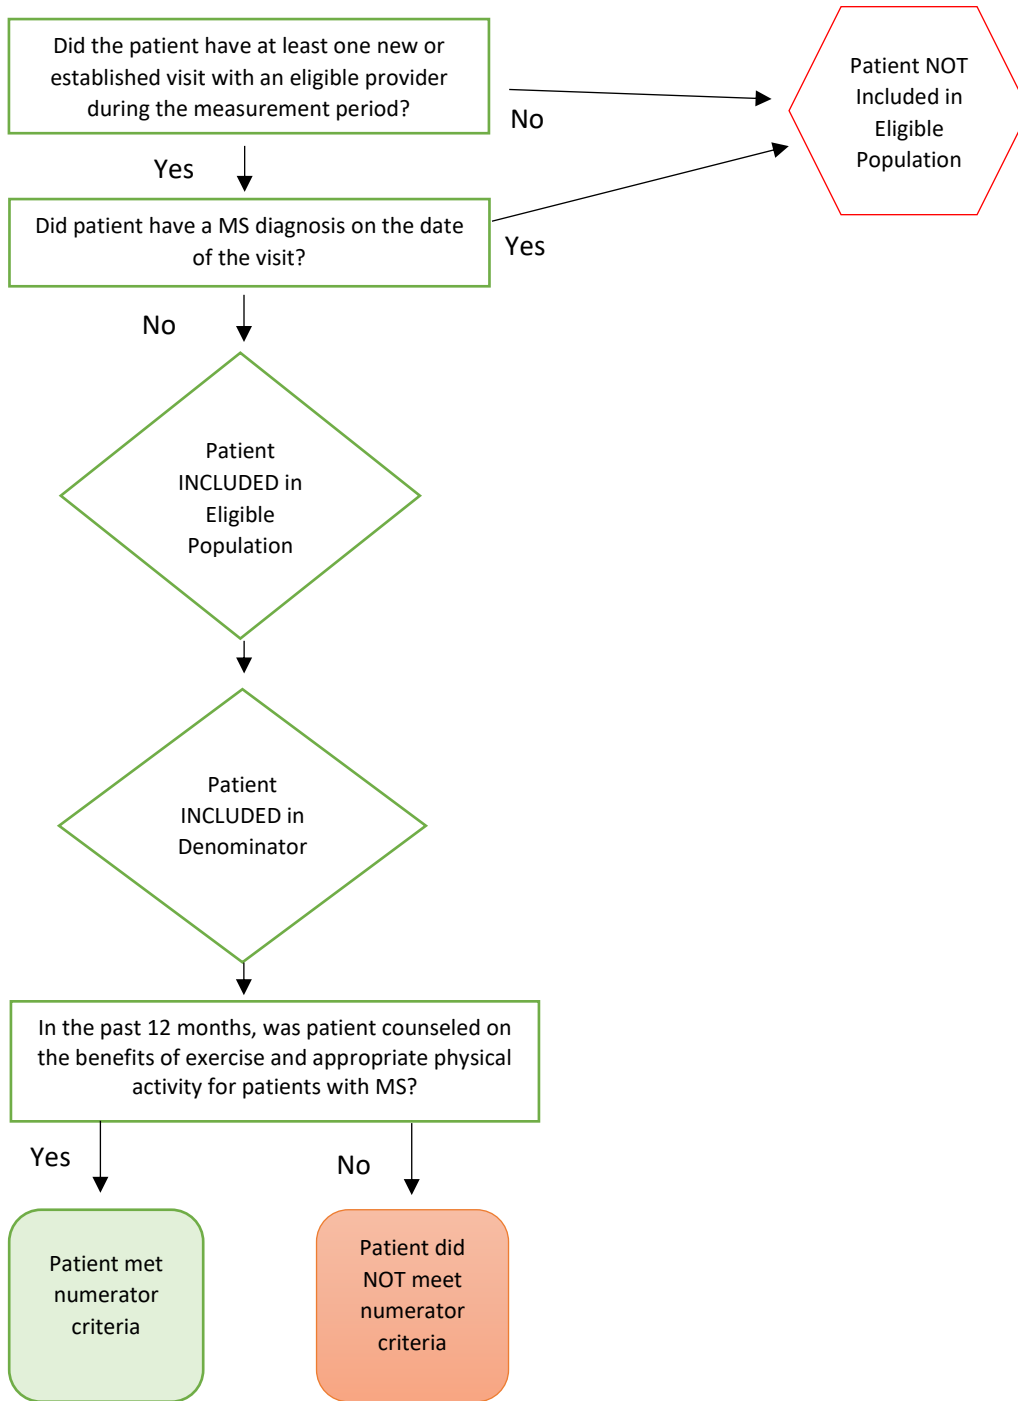 Did the patient have at least one new or
established visit with an eligible provider
during the measurement period?
Patient NOT
Included in
Eligible
Population
No
Yes
Did patient have a MS diagnosis on the date
of the visit?
Yes
No
Patient
INCLUDED in
Eligible
Population
Patient
INCLUDED in
Denominator
In the past 12 months, was patient counseled on
the benefits of exercise and appropriate physical
activity for patients with MS?
Yes
No
Patient met
numerator
criteria
Patient did
NOT meet
numerator
criteria